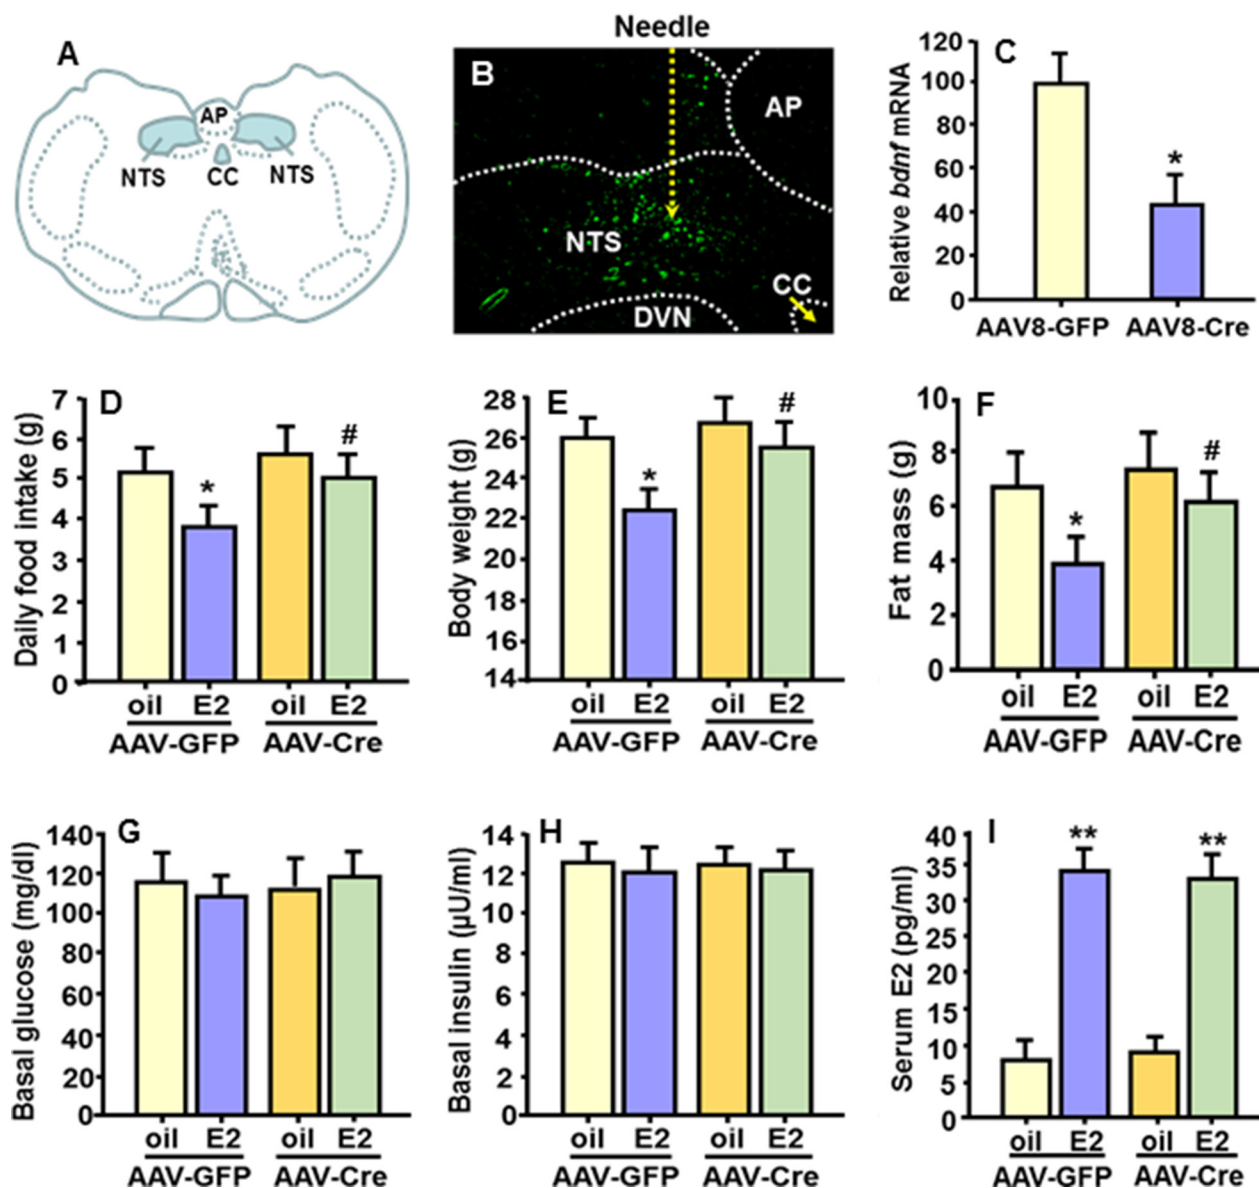 A
AP
NTS
CC
NTS
Needle
B
AP
NTS
CC
DVN
C
Relative bdnf mRNA
120
100
80
60
40
20
0
*
AAV8-GFP
AAV8-Cre
D
Daily food intake (g)
7
6
5
4
3
2
1
0
*
#
oil E2 oil E2
AAV-GFP AAV-Cre
E
Body weight (g)
28
26
24
22
20
18
16
14
*
#
oil E2 oil E2
AAV-GFP AAV-Cre
F
Fat mass (g)
10
8
6
4
2
0
*
#
oil E2 oil E2
AAV-GFP AAV-Cre
G
Basal glucose (mg/dl)
140
120
100
80
60
40
20
0
oil E2 oil E2
AAV-GFP AAV-Cre
H
Basal insulin (µU/ml)
14
12
10
8
6
4
2
0
oil E2 oil E2
AAV-GFP AAV-Cre
I
Serum E2 (pg/ml)
40
35
30
25
20
15
10
5
0
**
**
oil E2 oil E2
AAV-GFP AAV-Cre